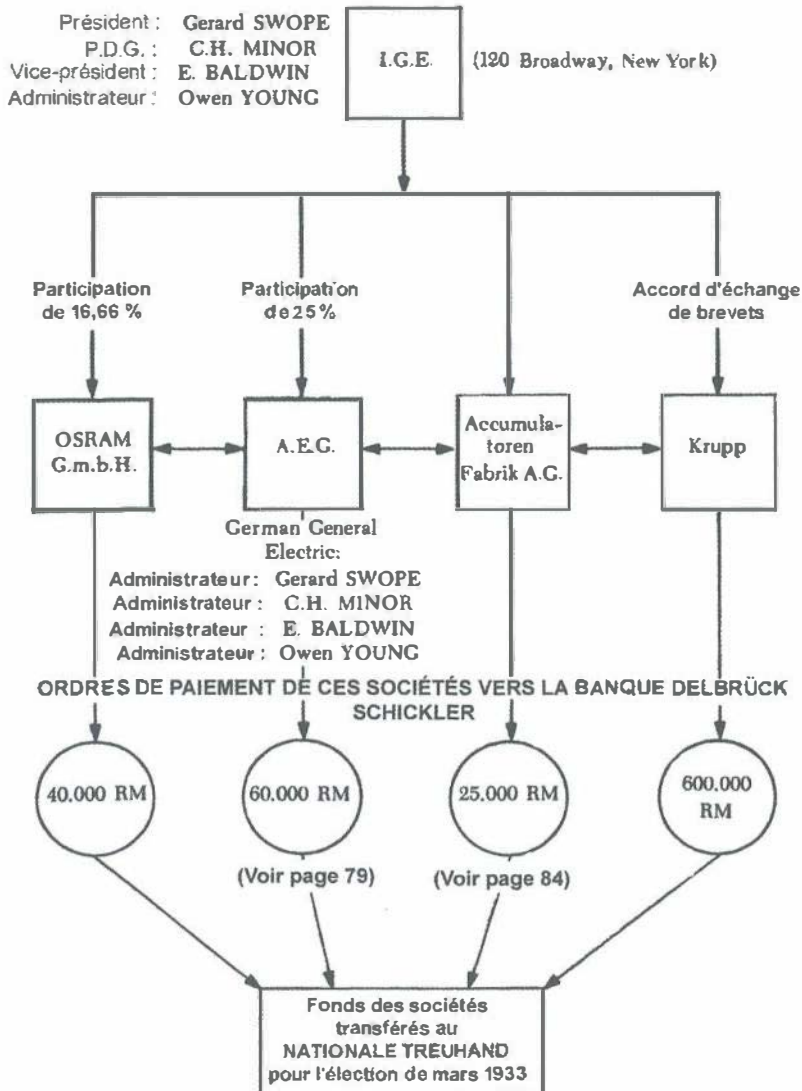 Président : Gerard SWOPE
P.D.G. : C.H. MINOR
Vice-président : E. BALDWIN
Administrateur : Owen YOUNG
I.G.E.
(120 Broadway, New York)
Participation
de 16,66 %
Participation
de 25%
Accord d'échange
de brevets
OSRAM
G.m.b.H.
A.E.G.
Accumula-
toren
Fabrik A.G.
Krupp
German General
Electric:
Administrateur: Gerard SWOPE
Administrateur : C.H. MINOR
Administrateur : E. BALDWIN
Administrateur : Owen YOUNG
ORDRES DE PAIEMENT DE CES SOCIÉTÉS VERS LA BANQUE DELBRÜCK
SCHICKLER
40.000 RM
60.000 RM
25.000 RM
600.000
RM
(Voir page 79)
(Voir page 84)
Fonds des sociétés
transférés au
NATIONALE TREUHAND
pour l'élection de mars 1933